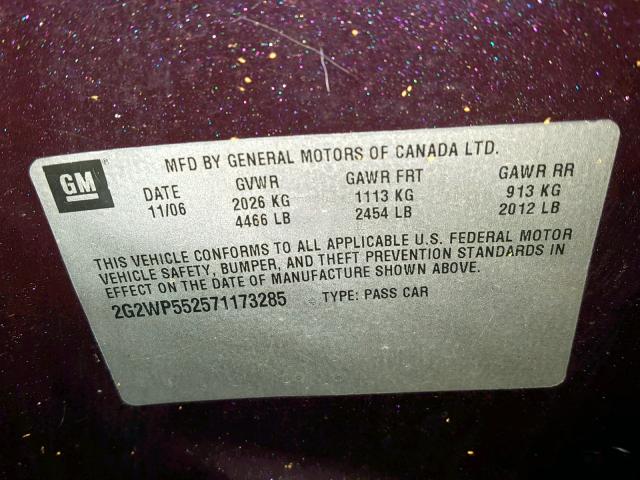 MFD BY GENERAL MOTORS OF CANADA LTD.
GM
DATE GVWR GAWR FRT GAWR RR
11/06 2026 KG 1113 KG 913 KG
4466 LB 2454 LB 2012 LB
THIS VEHICLE CONFORMS TO ALL APPLICABLE U.S. FEDERAL MOTOR
VEHICLE SAFETY, BUMPER, AND THEFT PREVENTION STANDARDS IN
EFFECT ON THE DATE OF MANUFACTURE SHOWN ABOVE.
2G2WP552571173285 TYPE: PASS CAR